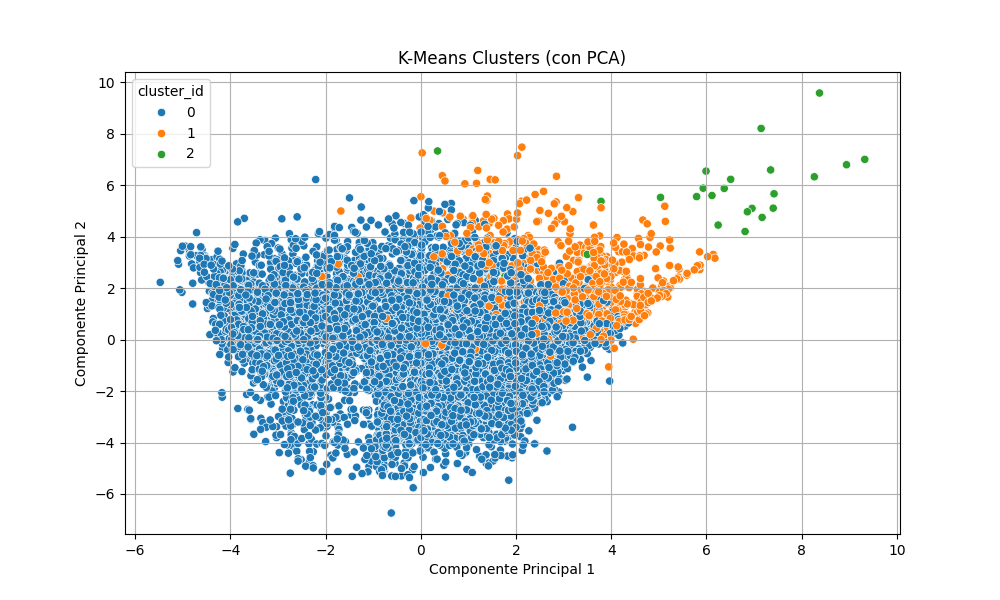 K-Means Clusters (con PCA)
cluster_id
0
1
2
10
8
6
4
2
0
−2
−4
−6
Componente Principal 2
−6 −4 −2 0 2 4 6 8 10
Componente Principal 1